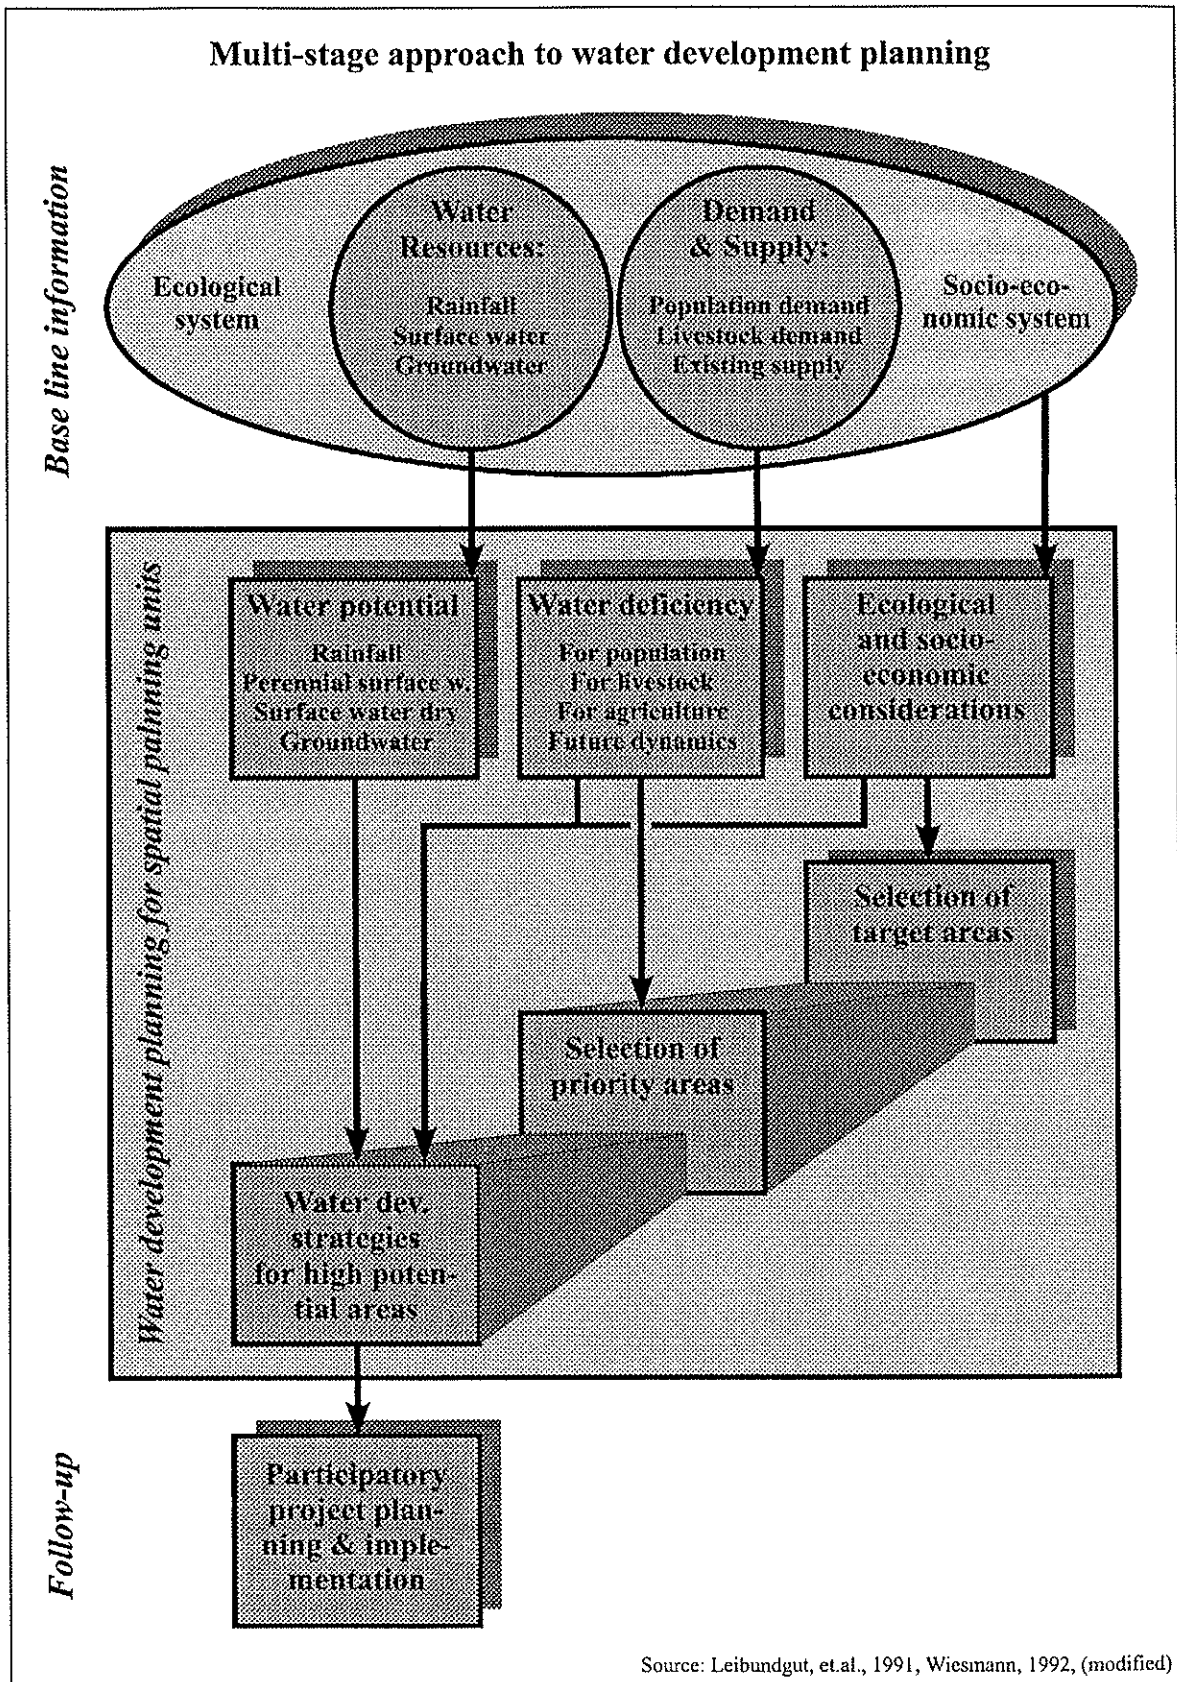 Multi-stage approach to water development planning
Base line information
Ecological
system
Water
Resources:
Rainfall
Surface water
Groundwater
Demand
& Supply:
Population demand
Livestock demand
Existing supply
Socio-eco-
nomic system
Water development planning for spatial palnning units
Water potential
Rainfall
Perennial surface w.
Surface water dry
Groundwater
Water deficiency
For population
For livestock
For agriculture
Future dynamics
Ecological
and socio-
economic
considerations
Selection of
target areas
Selection of
priority areas
Water dev.
strategies
for high poten-
tial areas
Follow-up
Participatory
project plan-
ning & imple-
mentation
Source: Leibundgut, et.al., 1991, Wiesmann, 1992, (modified)